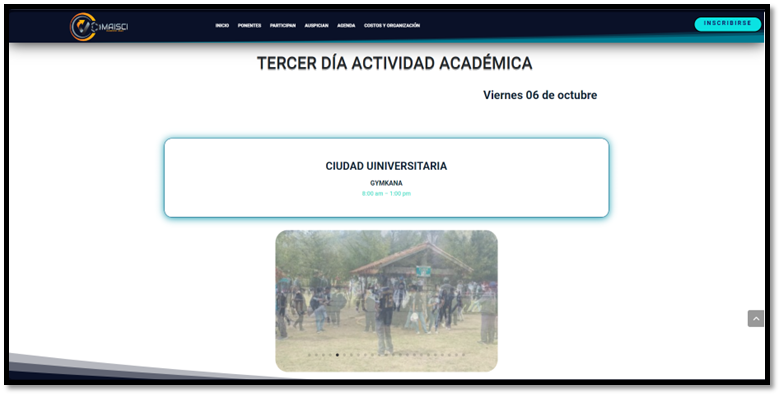 CIMAISCI
INICIO PONENTES PARTICIPAN AUSPICIAN AGENDA COSTOS Y ORGANIZACIÓN
INSCRIBIRSE
TERCER DÍA ACTIVIDAD ACADÉMICA
Viernes 06 de octubre
CIUDAD UINIVERSITARIA
GYMKANA
8:00 am – 1:00 pm